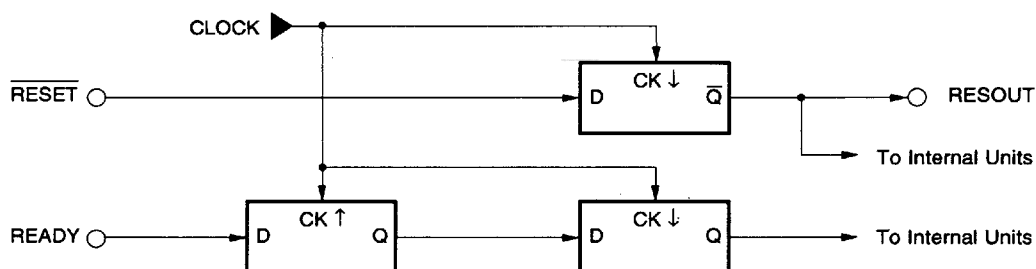 CLOCK
CK ↓
RESET
D
Q
RESOUT
To Internal Units
CK ↑
CK ↓
READY
D
Q
D
Q
To Internal Units